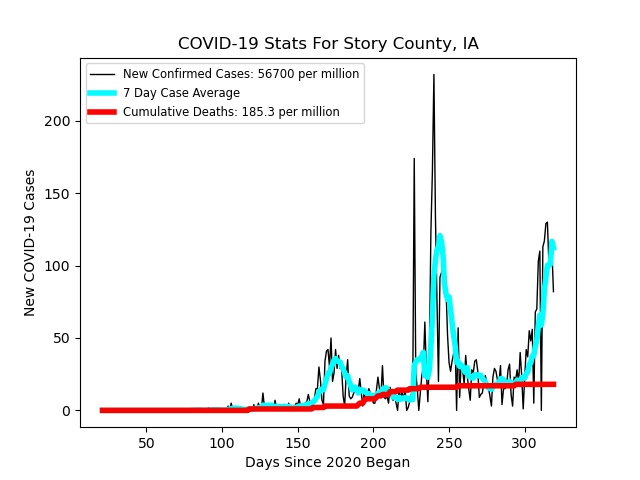 COVID-19 Stats For Story County, IA
New Confirmed Cases: 56700 per million
7 Day Case Average
Cumulative Deaths: 185.3 per million
New COVID-19 Cases
200
150
100
50
0
50 100 150 200 250 300
Days Since 2020 Began